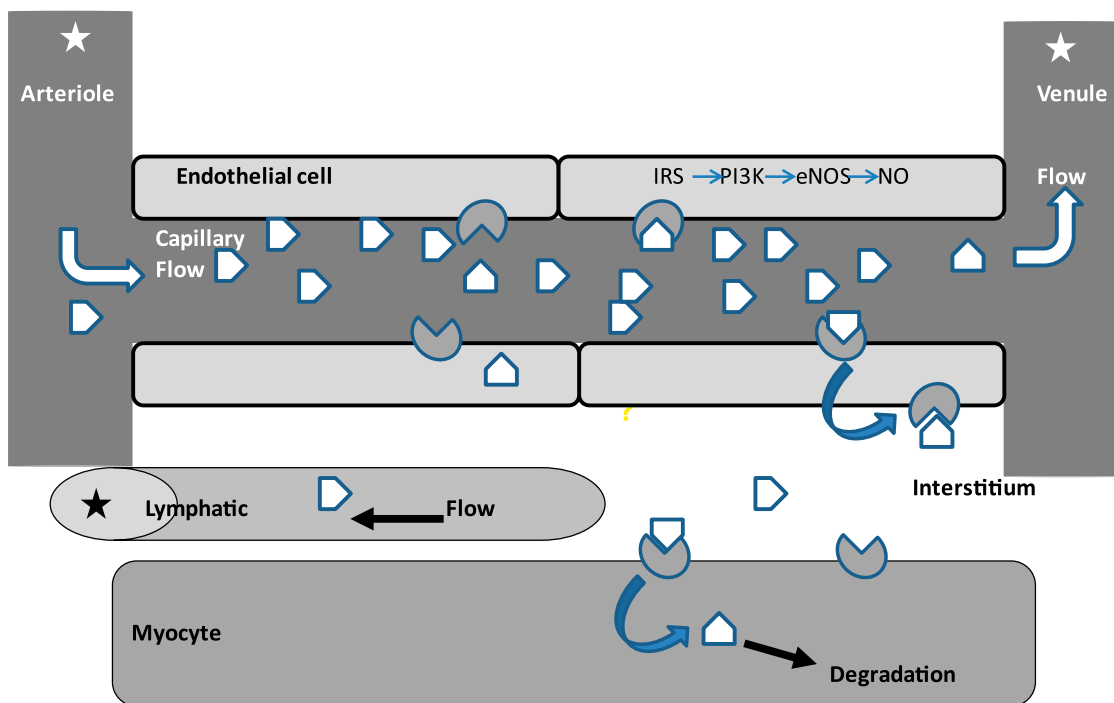 Arteriole
Venule
Endothelial cell
IRS → PI3K → eNOS → NO
Flow
Capillary
Flow
?
Interstitium
Lymphatic
Flow
Myocyte
Degradation